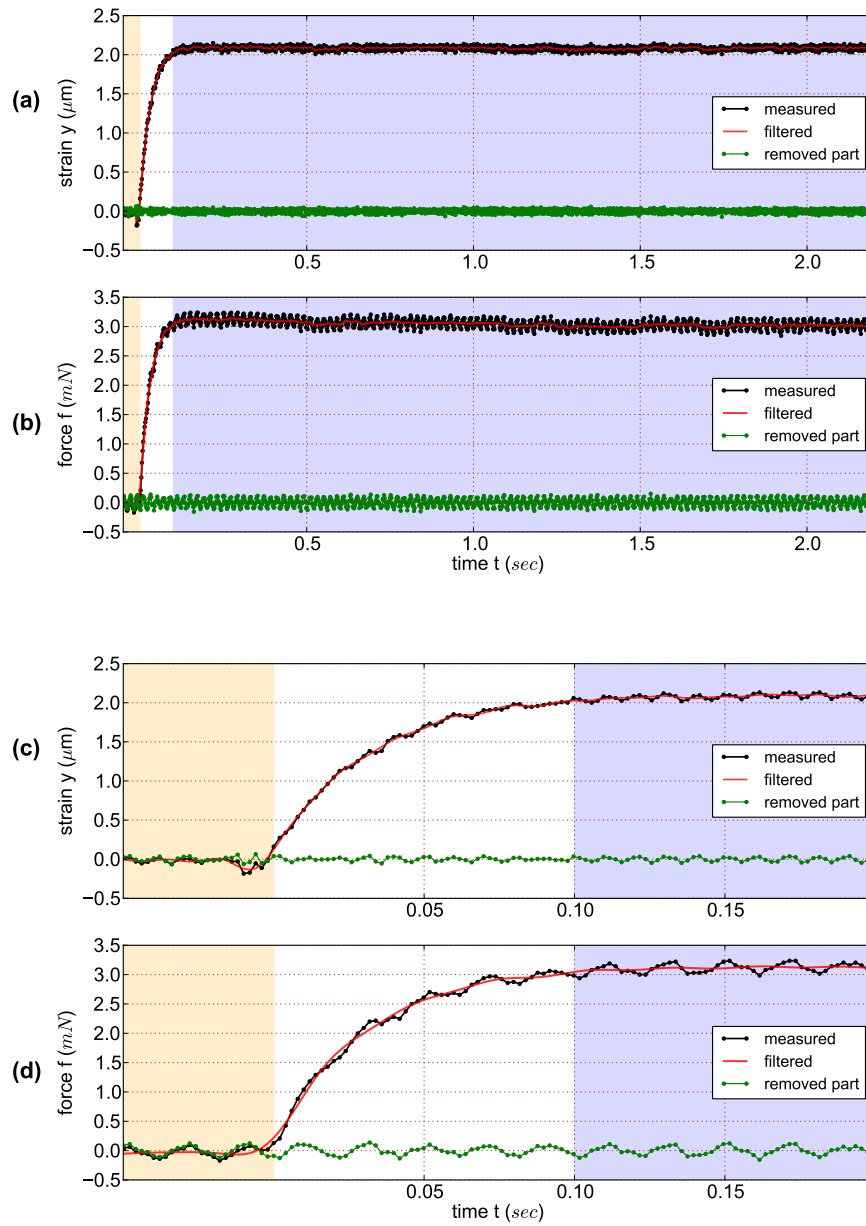 (a)
strain y (μm)
2.5
2.0
1.5
1.0
0.5
0.0
−0.5
0.5
1.0
1.5
2.0
measured
filtered
removed part
(b)
force f (mN)
3.5
3.0
2.5
2.0
1.5
1.0
0.5
0.0
−0.5
0.5
1.0
1.5
2.0
time t (sec)
measured
filtered
removed part
(c)
strain y (μm)
2.5
2.0
1.5
1.0
0.5
0.0
−0.5
0.05
0.10
0.15
measured
filtered
removed part
(d)
force f (mN)
3.5
3.0
2.5
2.0
1.5
1.0
0.5
0.0
−0.5
0.05
0.10
0.15
time t (sec)
measured
filtered
removed part